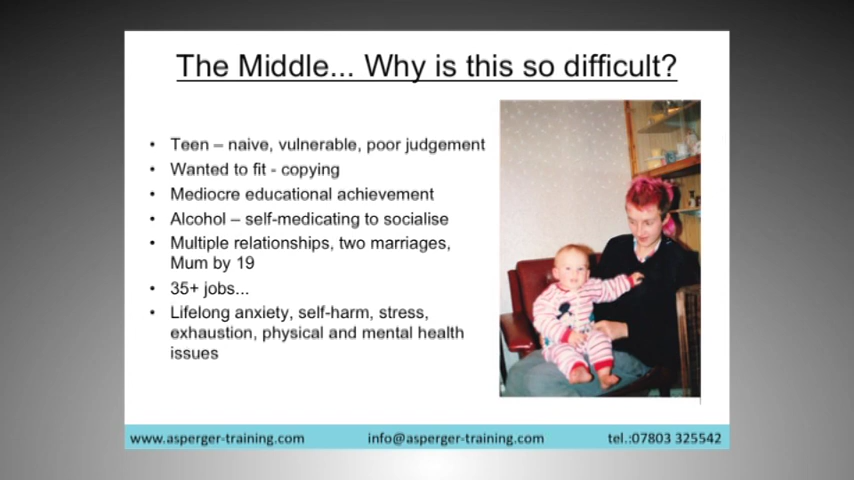 The Middle... Why is this so difficult?
• Teen – naive, vulnerable, poor judgement
• Wanted to fit - copying
• Mediocre educational achievement
• Alcohol – self-medicating to socialise
• Multiple relationships, two marriages,
Mum by 19
• 35+ jobs...
• Lifelong anxiety, self-harm, stress,
exhaustion, physical and mental health
issues
www.asperger-training.com info@asperger-training.com tel.:07803 325542